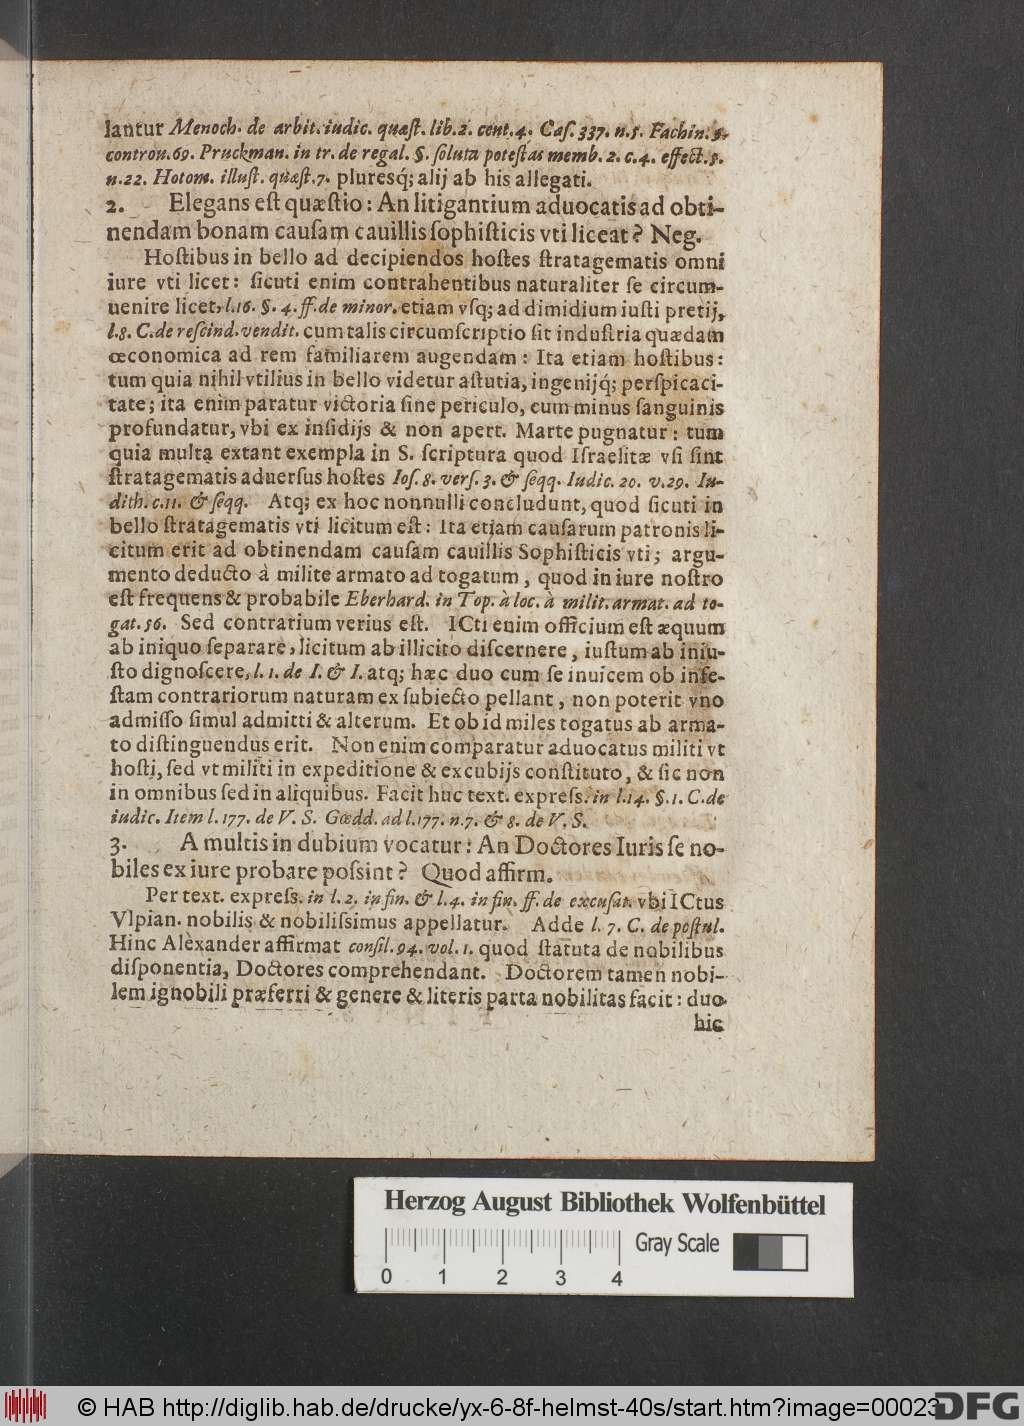 lantur Menoch. de arbit. iudic. quæſt. lib. 2. cent. 4. Caſ. 337. n. 5. Fachin. 9.
controu. 69. Pruckman. in tr. de regal. §. ſoluta poteſtas memb. 2. c. 4. effect. 8.
n. 22. Hotom. illuſt. quæſt. 7. pluresq́; alij ab his allegati.
2. Elegans eſt quæſtio: An litigantium aduocatis ad obti-
nendam bonam cauſam cauillis ſophiſticis vti liceat? Neg.
Hoſtibus in bello ad decipiendos hoſtes ſtratagematis omni
iure vti licet: ſicuti enim contrahentibus naturaliter ſe circum-
uenire licet, l. 16. §. 4. ff. de minor. etiam vſq; ad dimidium iuſti pretij,
l. 8. C. de reſcind. vendit. cum talis circumſcriptio ſit induſtria quædam
œconomica ad rem familiarem augendam: Ita etiam hoſtibus:
tum quia nihil vtilius in bello videtur aſtutia, ingenijq́; perſpicaci-
tate; ita enim paratur victoria ſine periculo, cum minus ſanguinis
profundatur, vbi ex inſidijs & non apert. Marte pugnatur: tum
quia multa extant exempla in S. ſcriptura quod Iſraelitæ vſi ſint
ſtratagematis aduerſus hoſtes Ioſ. 8. verſ. 3. & ſeqq. Iudic. 20. v. 29. Iu-
dith. c. 11. & ſeqq. Atq; ex hoc nonnulli concludunt, quod ſicuti in
bello ſtratagematis vti licitum eſt: Ita etiam cauſarum patronis li-
citum erit ad obtinendam cauſam cauillis Sophiſticis vti; argu-
mento deducto à milite armato ad togatum, quod in iure noſtro
eſt frequens & probabile Eberhard. in Top. à loc. à milit. armat. ad to-
gat. 56. Sed contrarium verius eſt. ICti enim officium eſt æquum
ab iniquo ſeparare, licitum ab illicito diſcernere, iuſtum ab iniu-
ſto dignoſcere, l. 1. de I. & I. atq; hæc duo cum ſe inuicem ob infe-
ſtam contrariorum naturam ex ſubiecto pellant, non poterit vno
admiſſo ſimul admitti & alterum. Et ob id miles togatus ab arma-
to diſtinguendus erit. Non enim comparatur aduocatus militi vt
hoſti, ſed vt militi in expeditione & excubijs conſtituto, & ſic non
in omnibus ſed in aliquibus. Facit huc text. expreſs. in l. 14. §. 1. C. de
iudic. Item l. 177. de V. S. Gœdd. ad l. 177. n. 7. & 8. de V. S.
3. A multis in dubium vocatur: An Doctores Iuris ſe no-
biles ex iure probare poſsint? Quod affirm.
Per text. expreſs. in l. 2. in fin. & l. 4. in fin. ff. de excuſat. vbi ICtus
Vlpian. nobilis & nobiliſsimus appellatur. Adde l. 7. C. de poſtul.
Hinc Alexander affirmat conſil. 94. vol. 1. quod ſtatuta de nobilibus
diſponentia, Doctores comprehendant. Doctorem tamen nobi-
lem ignobili præferri & genere & literis parta nobilitas facit: duo
hic
Herzog August Bibliothek Wolfenbüttel
Gray Scale
0 1 2 3 4
© HAB http://diglib.hab.de/drucke/yx-6-8f-helmst-40s/start.htm?image=00023
DFG